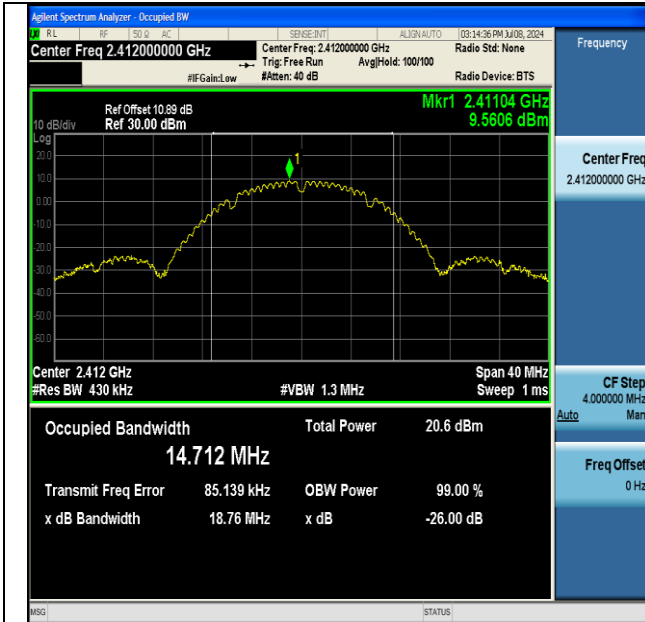 Agilent Spectrum Analyzer - Occupied BW
RL RF 50 Ω AC SENSE:INT ALIGN AUTO 03:14:36 PM Jul 08, 2024
Center Freq 2.412000000 GHz
Center Freq: 2.412000000 GHz
Radio Std: None
Trig: Free Run Avg|Hold: 100/100
#IFGain:Low #Atten: 40 dB Radio Device: BTS
Frequency
Ref Offset 10.89 dB
10 dB/div Ref 30.00 dBm
Log
Mkr1 2.41104 GHz
9.5606 dBm
20.0
10.0
0.00
-10.0
-20.0
-30.0
-40.0
-50.0
-60.0
1
Center 2.412 GHz Span 40 MHz
#Res BW 430 kHz #VBW 1.3 MHz Sweep 1 ms
Occupied Bandwidth Total Power 20.6 dBm
14.712 MHz
Transmit Freq Error 85.139 kHz OBW Power 99.00 %
x dB Bandwidth 18.76 MHz x dB -26.00 dB
Center Freq
2.412000000 GHz
CF Step
4.000000 MHz
Auto Man
Freq Offset
0 Hz
MSG STATUS